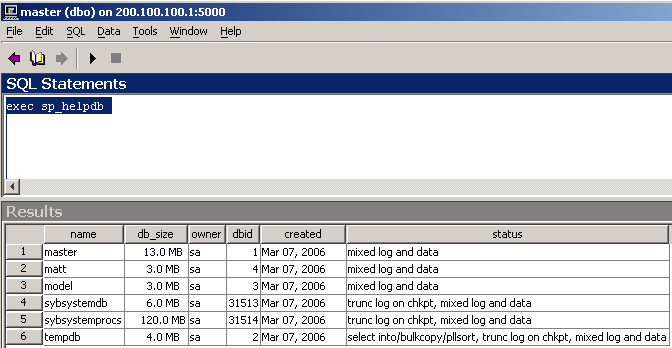 master (dbo) on 200.100.100.1:5000
File Edit SQL Data Tools Window Help
SQL Statements
exec sp_helpdb
Results
name db_size owner dbid created status
1 master 13.0 MB sa 1 Mar 07, 2006 mixed log and data
2 matt 3.0 MB sa 4 Mar 07, 2006 mixed log and data
3 model 3.0 MB sa 3 Mar 07, 2006 mixed log and data
4 sybsystemdb 6.0 MB sa 31513 Mar 07, 2006 trunc log on chkpt, mixed log and data
5 sybsystemprocs 120.0 MB sa 31514 Mar 07, 2006 trunc log on chkpt, mixed log and data
6 tempdb 4.0 MB sa 2 Mar 07, 2006 select into/bulkcopy/pllsort, trunc log on chkpt, mixed log and data